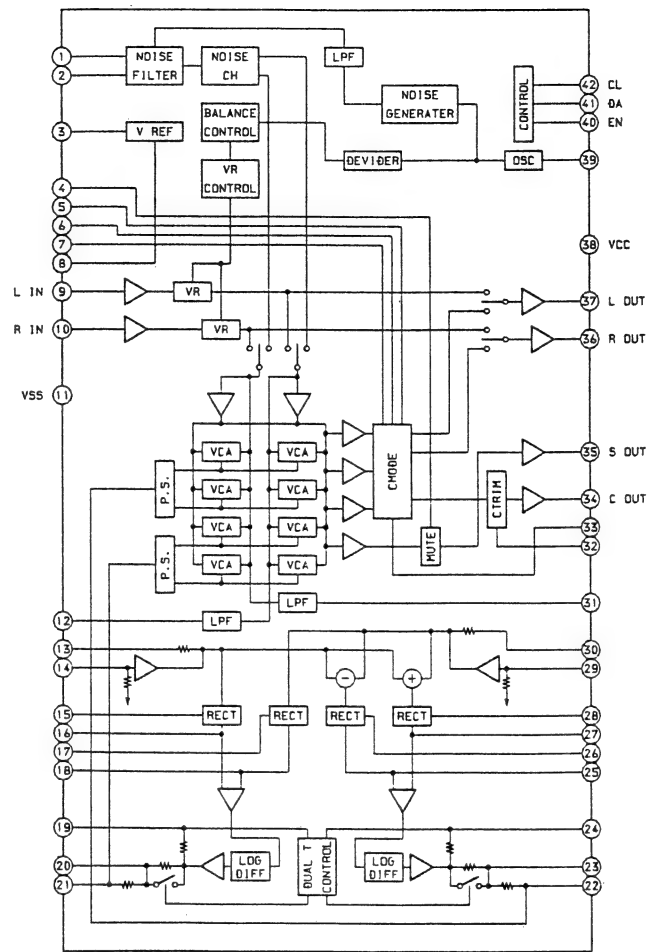 1
NOISE
FILTER
NOISE
CH
LPF
2
NOISE
GENERATER
CONTROL
42 CL
41 DA
40 EN
3
V REF
BALANCE
CONTROL
DEVIDER
OSC
39
VR
CONTROL
4
5
6
7
8
38 VCC
L IN 9
VR
37 L OUT
R IN 10
VR
36 R OUT
VSS 11
VCA
VCA
P.S.
VCA
VCA
VCA
VCA
P.S.
VCA
VCA
CMODE
MUTE
CTRIM
35 S OUT
34 C OUT
33
32
LPF
31
12
LPF
13
30
14
29
−
+
15
RECT
RECT
RECT
RECT
28
16
27
17
26
18
25
19
24
20
LOG
DIFF
DUAL T
CONTROL
LOG
DIFF
23
21
22